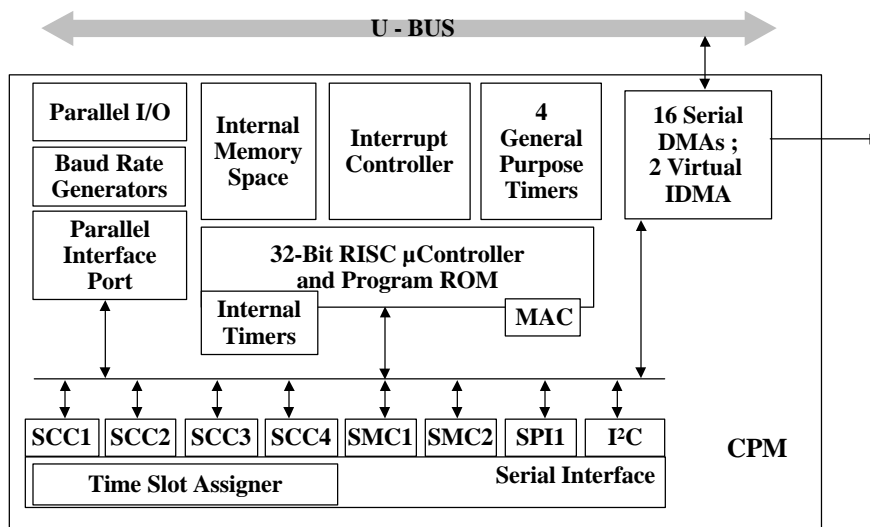 U - BUS
Parallel I/O
Baud Rate
Generators
Parallel
Interface
Port
Internal
Memory
Space
Interrupt
Controller
4
General
Purpose
Timers
16 Serial
DMAs ;
2 Virtual
IDMA
32-Bit RISC µController
and Program ROM
Internal
Timers
MAC
SCC1 SCC2 SCC3 SCC4 SMC1 SMC2 SPI1 I²C
Serial Interface
Time Slot Assigner
CPM